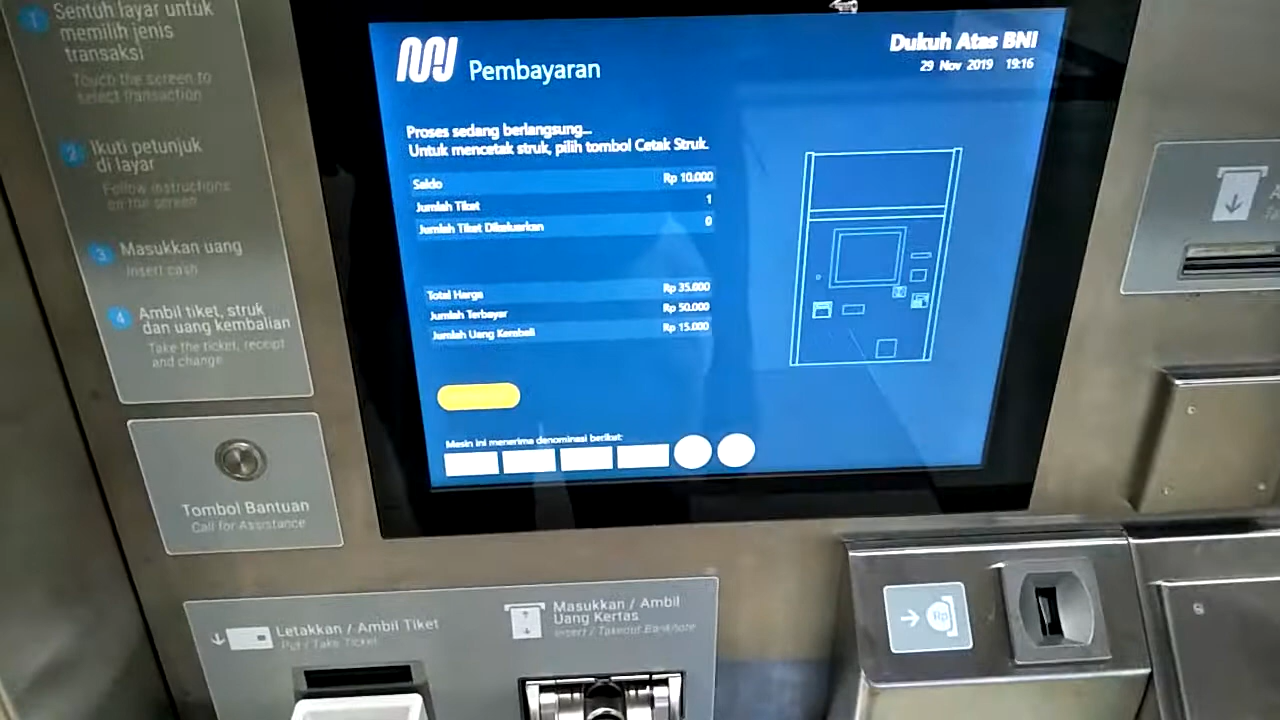 1 Sentuh layar untuk
memilih jenis
transaksi
Touch the screen to
select transaction
2 Ikuti petunjuk
di layar
Follow instructions
on the screen
3 Masukkan uang
Insert cash
4 Ambil tiket, struk
dan uang kembalian
Take the ticket, receipt
and change
Tombol Bantuan
Call for Assistance
Pembayaran
Dukuh Atas BNI
29 Nov 2019 19:16
Proses sedang berlangsung...
Untuk mencetak struk, pilih tombol Cetak Struk.
Saldo Rp 10.000
Jumlah Tiket 1
Jumlah Tiket Dikeluarkan 0
Total Harga Rp 35.000
Jumlah Terbayar Rp 50.000
Jumlah Uang Kembali Rp 15.000
Mesin ini menerima denominasi berikut:
Letakkan / Ambil Tiket
Put / Take Ticket
Masukkan / Ambil
Uang Kertas
Insert / Takeout Banknote
Rp